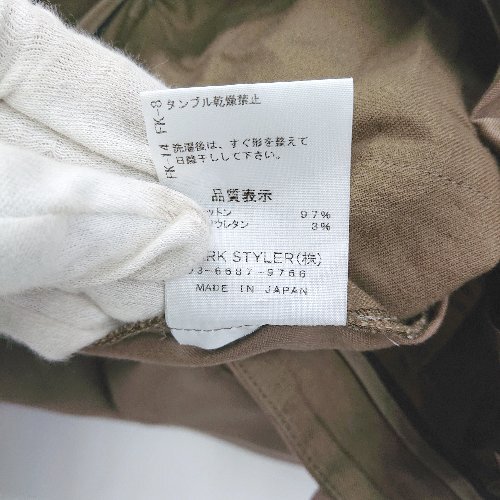 FK-8 タンブル乾燥禁止
FK-14 洗濯後は、すぐ形を整えて
日陰干しして下さい。
品質表示
ットン 97%
ウレタン 3%
ARK STYLER(株)
03-6687-9766
MADE IN JAPAN